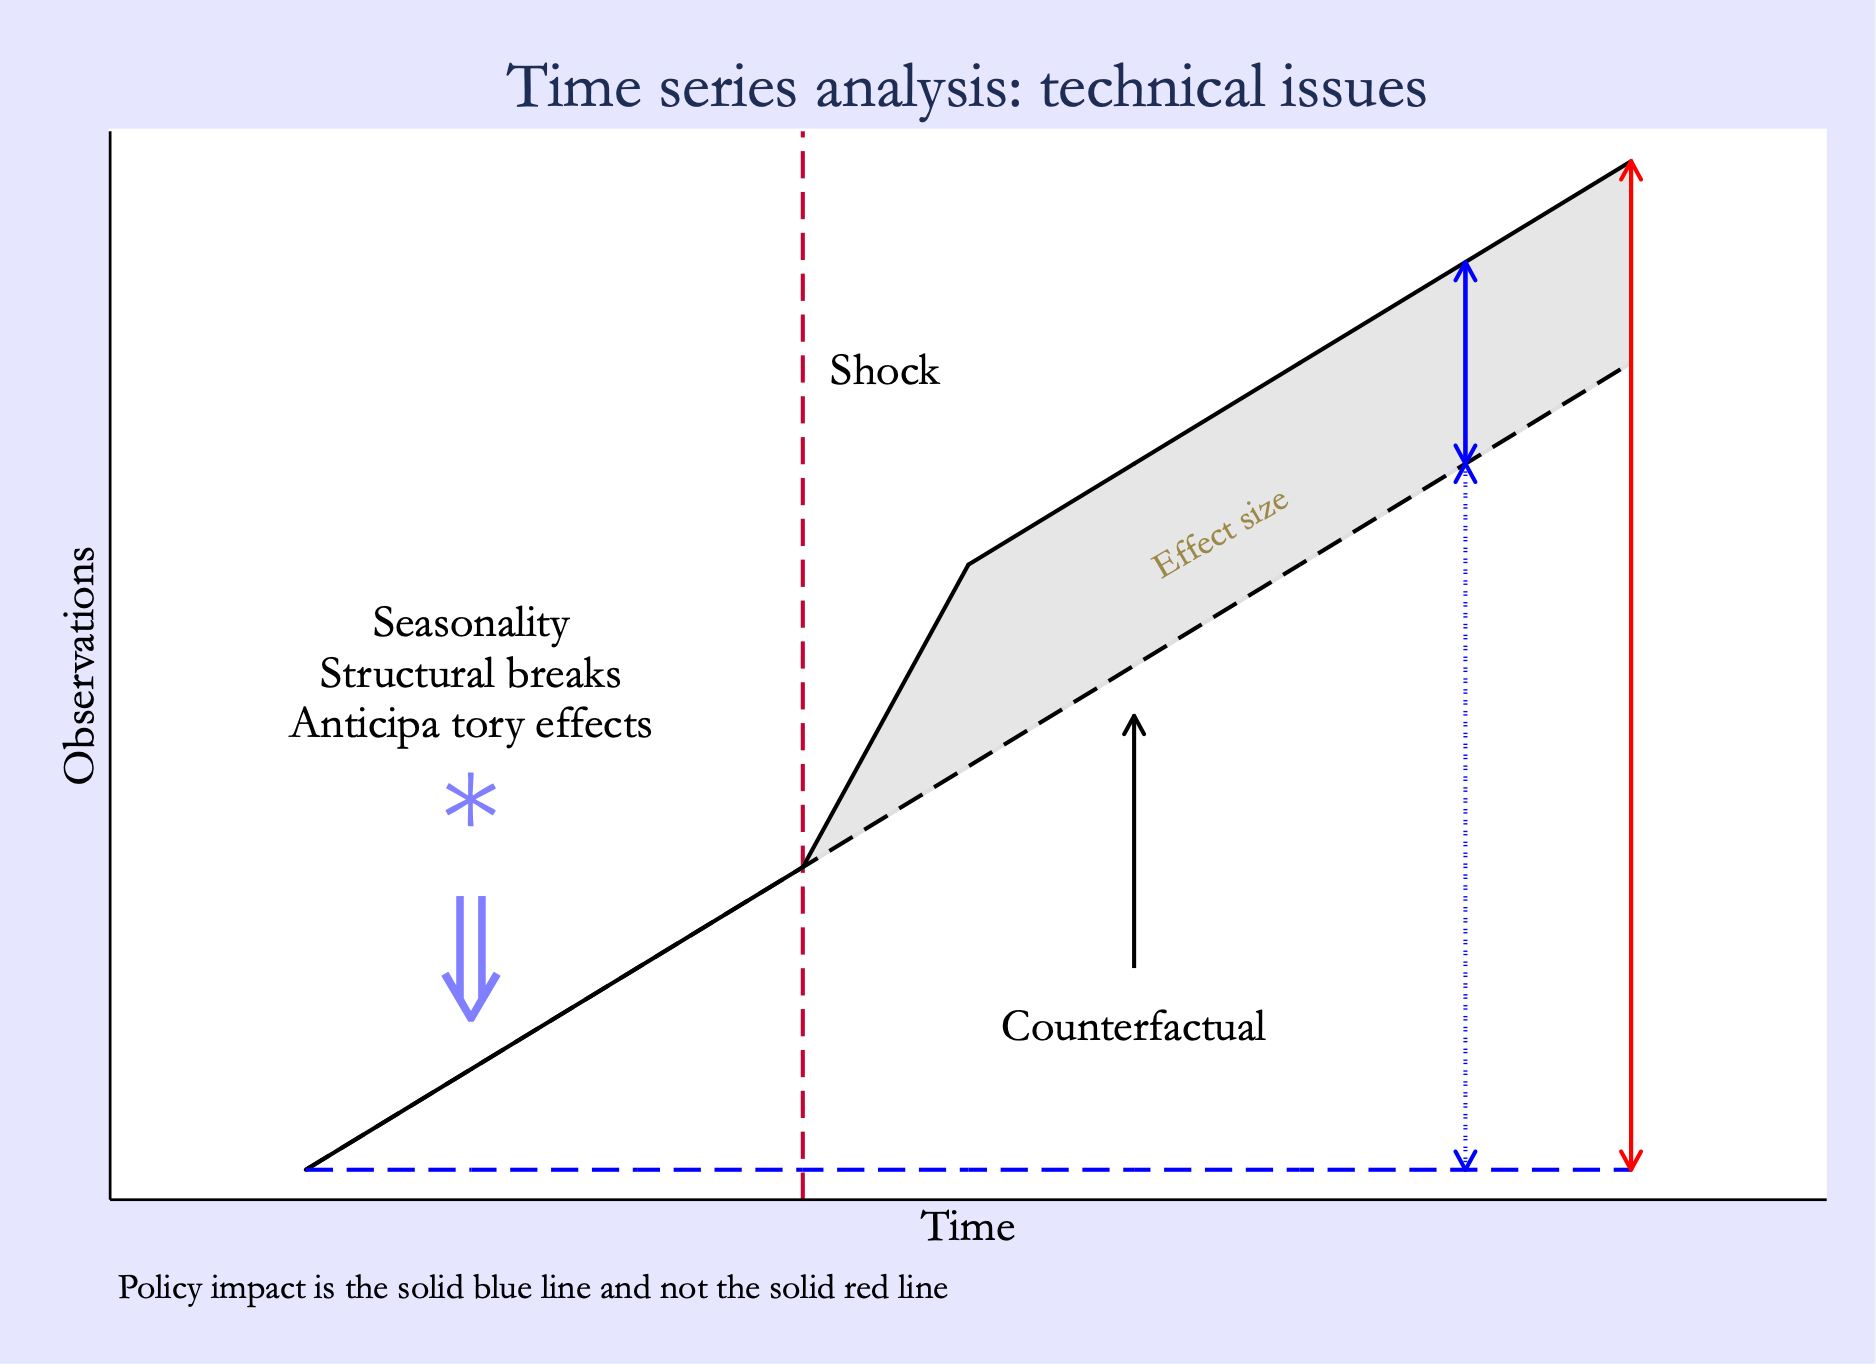 Time series analysis: technical issues
Shock
Effect size
Seasonality
Structural breaks
Anticipa tory effects
*
Counterfactual
Observations
Time
Policy impact is the solid blue line and not the solid red line